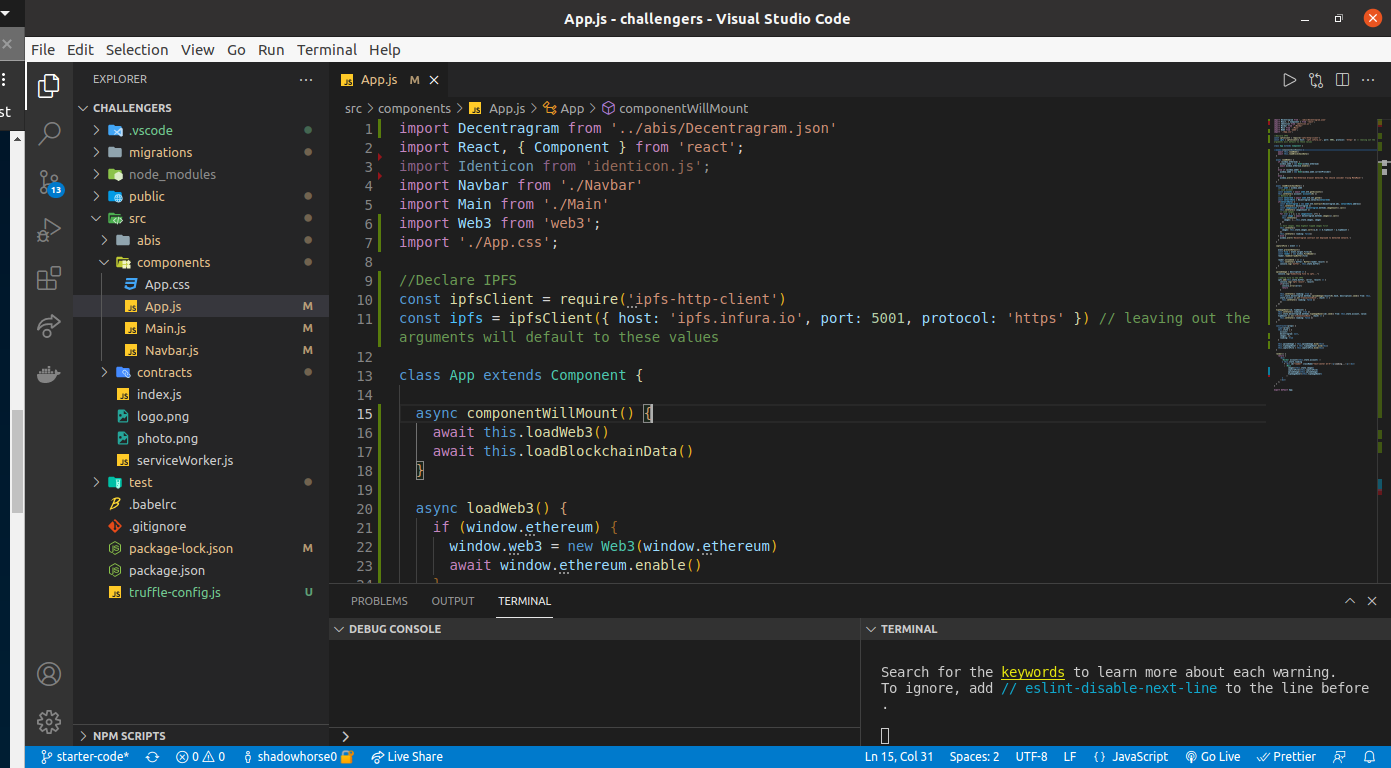 App.js - challengers - Visual Studio Code
File Edit Selection View Go Run Terminal Help
st
EXPLORER
CHALLENGERS
.vscode
migrations
node_modules
public
src
abis
components
App.css
App.js M
Main.js M
Navbar.js M
contracts
index.js
logo.png
photo.png
serviceWorker.js
test
.babelrc
.gitignore
package-lock.json M
package.json
truffle-config.js U
NPM SCRIPTS
13
App.js M
src > components > App.js > App > componentWillMount
1 import Decentragram from '../abis/Decentragram.json'
2 import React, { Component } from 'react';
3 import Identicon from 'identicon.js';
4 import Navbar from './Navbar'
5 import Main from './Main'
6 import Web3 from 'web3';
7 import './App.css';
8
9 //Declare IPFS
10 const ipfsClient = require('ipfs-http-client')
11 const ipfs = ipfsClient({ host: 'ipfs.infura.io', port: 5001, protocol: 'https' }) // leaving out the
arguments will default to these values
12
13 class App extends Component {
14
15 async componentWillMount() {
16 await this.loadWeb3()
17 await this.loadBlockchainData()
18 }
19
20 async loadWeb3() {
21 if (window.ethereum) {
22 window.web3 = new Web3(window.ethereum)
23 await window.ethereum.enable()
24 }
PROBLEMS OUTPUT TERMINAL
DEBUG CONSOLE
TERMINAL
Search for the keywords to learn more about each warning.
To ignore, add // eslint-disable-next-line to the line before
.
starter-code* 0 0 shadowhorse0 Live Share Ln 15, Col 31 Spaces: 2 UTF-8 LF {} JavaScript Go Live Prettier